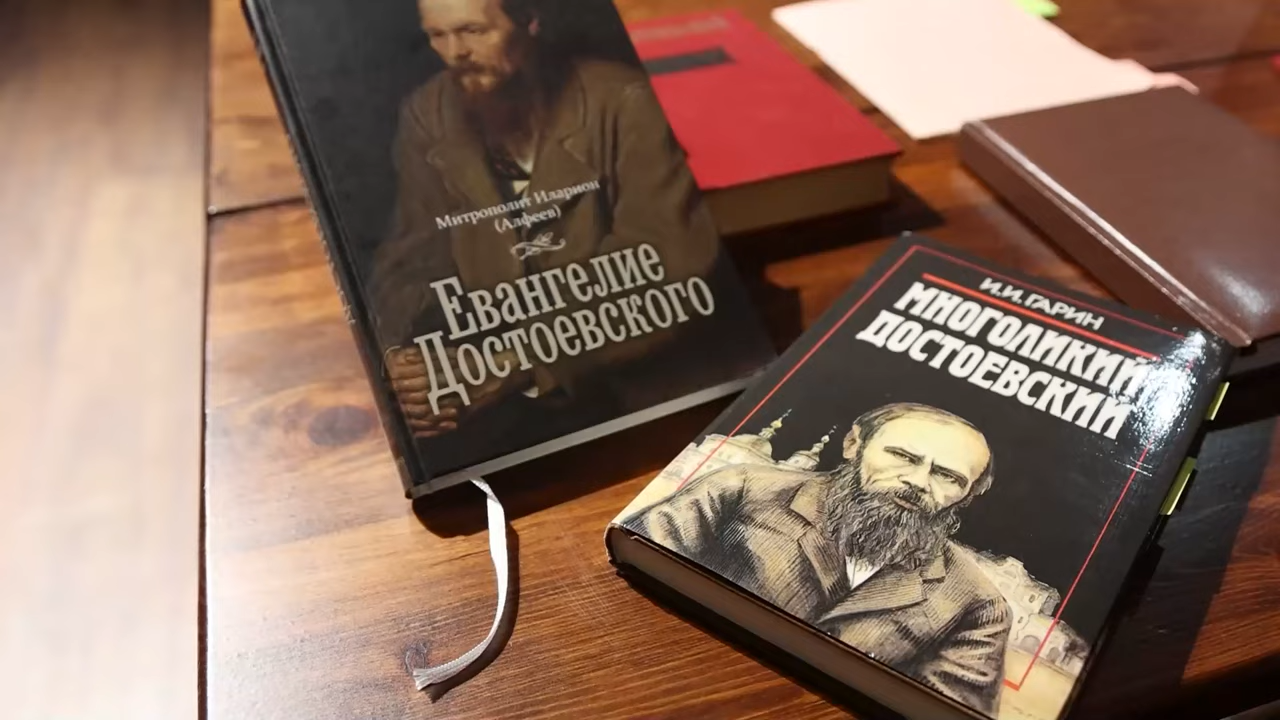 Митрополит Иларион
(Алфеев)
Евангелие
Достоевского
И.И. ГАРИН
МНОГОЛИКИЙ
ДОСТОЕВСКИЙ